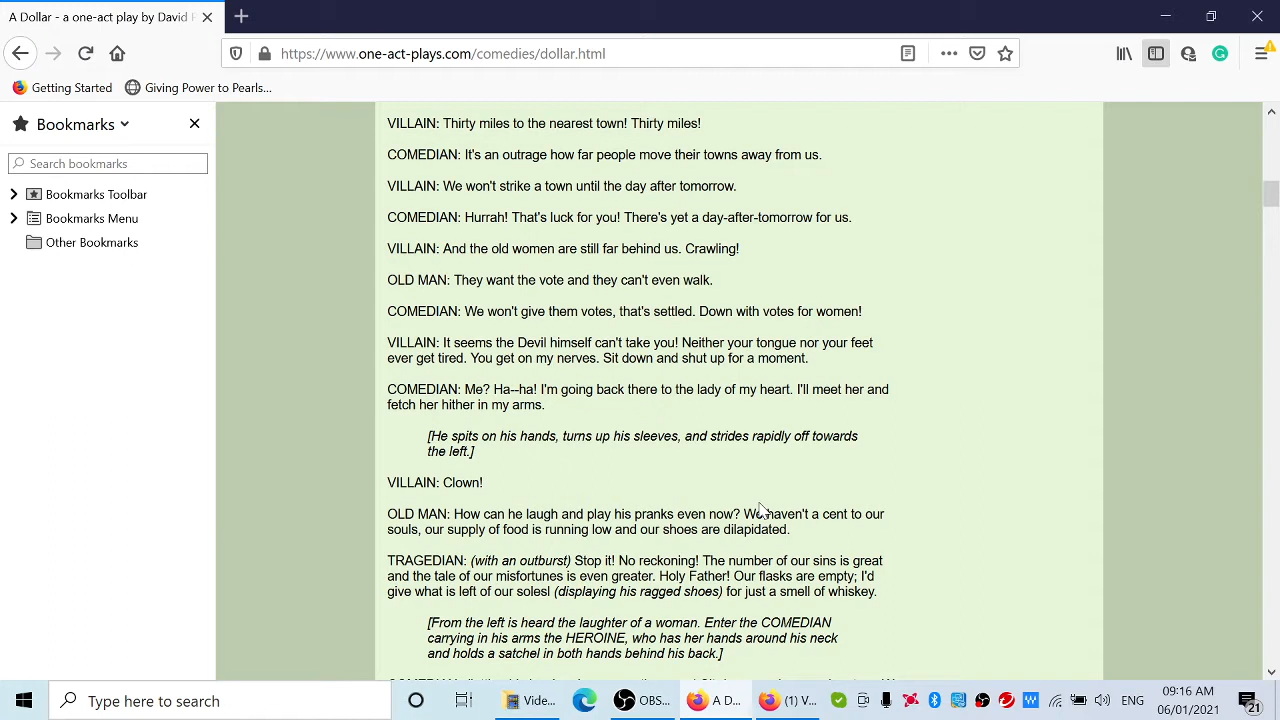 A Dollar - a one-act play by David
https://www.one-act-plays.com/comedies/dollar.html
Getting Started
Giving Power to Pearls...
Bookmarks
Search bookmarks
Bookmarks Toolbar
Bookmarks Menu
Other Bookmarks
VILLAIN: Thirty miles to the nearest town! Thirty miles!
COMEDIAN: It's an outrage how far people move their towns away from us.
VILLAIN: We won't strike a town until the day after tomorrow.
COMEDIAN: Hurrah! That's luck for you! There's yet a day-after-tomorrow for us.
VILLAIN: And the old women are still far behind us. Crawling!
OLD MAN: They want the vote and they can't even walk.
COMEDIAN: We won't give them votes, that's settled. Down with votes for women!
VILLAIN: It seems the Devil himself can't take you! Neither your tongue nor your feet
ever get tired. You get on my nerves. Sit down and shut up for a moment.
COMEDIAN: Me? Ha--ha! I'm going back there to the lady of my heart. I'll meet her and
fetch her hither in my arms.
[He spits on his hands, turns up his sleeves, and strides rapidly off towards
the left.]
VILLAIN: Clown!
OLD MAN: How can he laugh and play his pranks even now? We haven't a cent to our
souls, our supply of food is running low and our shoes are dilapidated.
TRAGEDIAN: (with an outburst) Stop it! No reckoning! The number of our sins is great
and the tale of our misfortunes is even greater. Holy Father! Our flasks are empty; I'd
give what is left of our solesl (displaying his ragged shoes) for just a smell of whiskey.
[From the left is heard the laughter of a woman. Enter the COMEDIAN
carrying in his arms the HEROINE, who has her hands around his neck
and holds a satchel in both hands behind his back.]
Type here to search
Vide...
OBS...
A D...
(1) V...
ENG
09:16 AM
06/01/2021
21